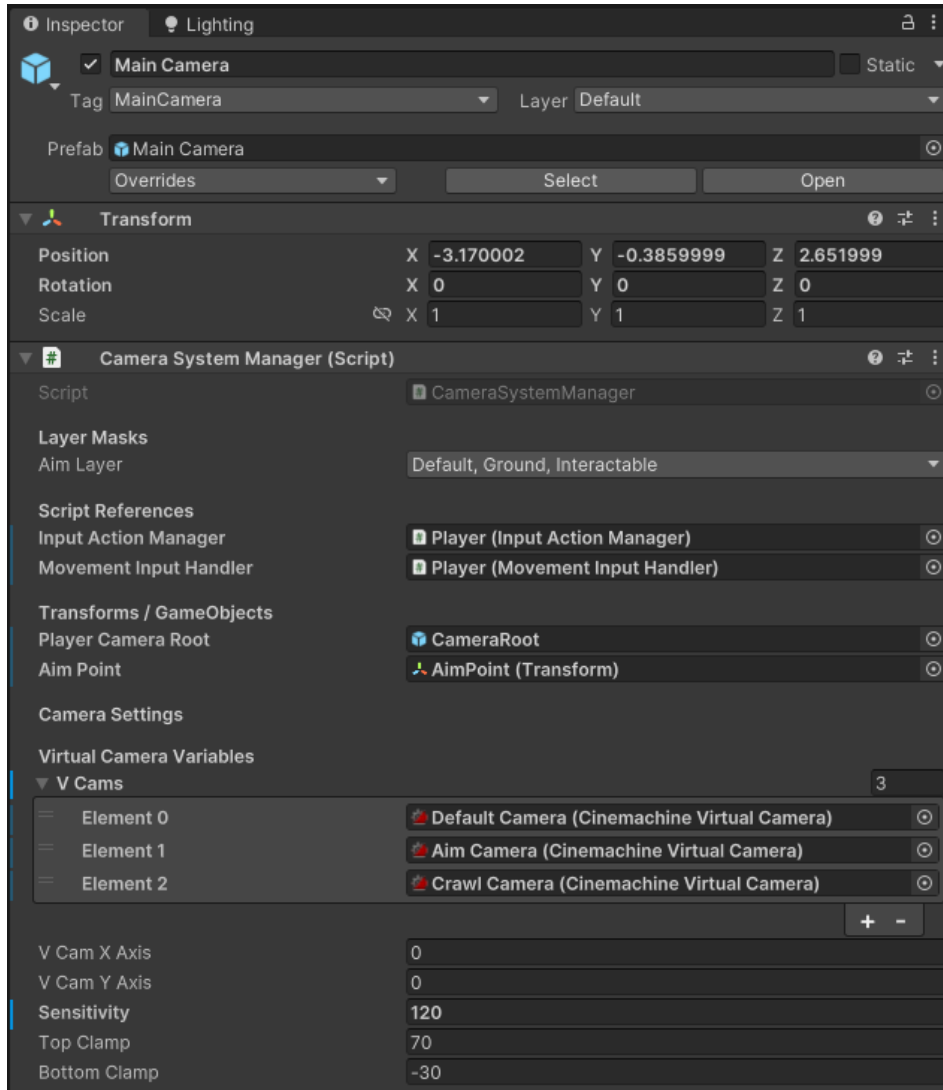 Inspector Lighting
Main Camera Static
Tag MainCamera Layer Default
Prefab Main Camera
Overrides Select Open
Transform
Position X -3.170002 Y -0.3859999 Z 2.651999
Rotation X 0 Y 0 Z 0
Scale X 1 Y 1 Z 1
# Camera System Manager (Script)
Script CameraSystemManager
Layer Masks
Aim Layer Default, Ground, Interactable
Script References
Input Action Manager Player (Input Action Manager)
Movement Input Handler Player (Movement Input Handler)
Transforms / GameObjects
Player Camera Root CameraRoot
Aim Point AimPoint (Transform)
Camera Settings
Virtual Camera Variables
V Cams 3
Element 0 Default Camera (Cinemachine Virtual Camera)
Element 1 Aim Camera (Cinemachine Virtual Camera)
Element 2 Crawl Camera (Cinemachine Virtual Camera)
+ -
V Cam X Axis 0
V Cam Y Axis 0
Sensitivity 120
Top Clamp 70
Bottom Clamp -30